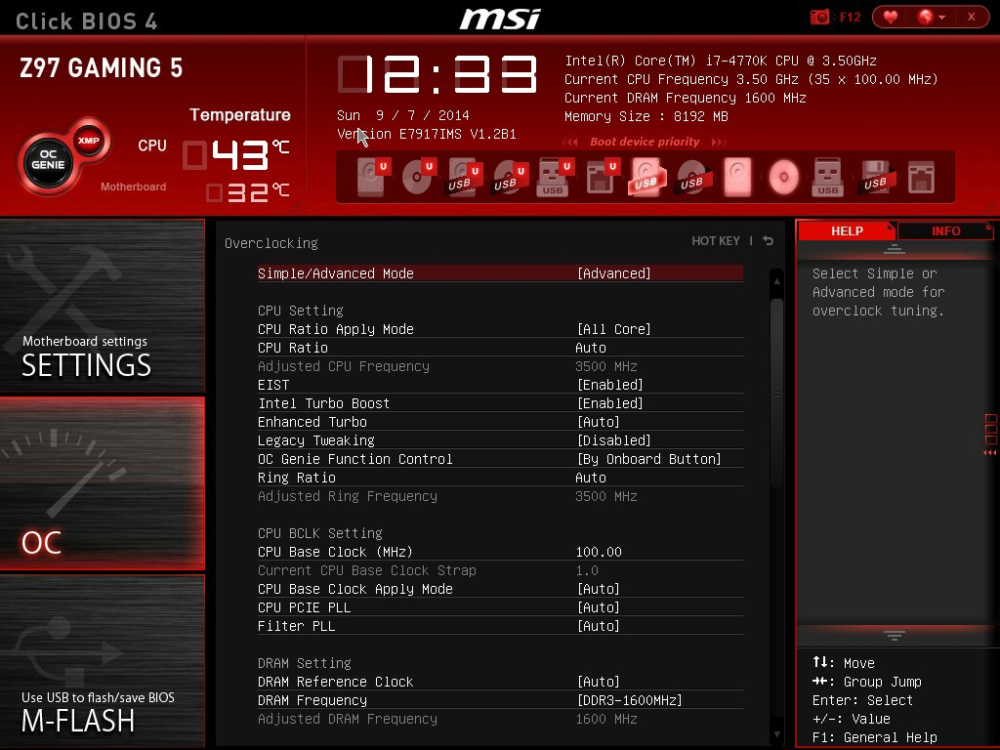 Click BIOS 4
msi
: F12
X
Z97 GAMING 5
OC GENIE
XMP
Temperature
CPU 43°C
Motherboard 32°C
12:33
Sun 9 / 7 / 2014
Version E7917IMS V1.2B1
Intel(R) Core(TM) i7-4770K CPU @ 3.50GHz
Current CPU Frequency 3.50 GHz (35 x 100.00 MHz)
Current DRAM Frequency 1600 MHz
Memory Size : 8192 MB
Boot device priority
U U U U U U
USB USB USB USB USB USB USB
Motherboard settings
SETTINGS
OC
Use USB to flash/save BIOS
M-FLASH
Overclocking
HOT KEY |
Simple/Advanced Mode [Advanced]
CPU Setting
CPU Ratio Apply Mode [All Core]
CPU Ratio Auto
Adjusted CPU Frequency 3500 MHz
EIST [Enabled]
Intel Turbo Boost [Enabled]
Enhanced Turbo [Auto]
Legacy Tweaking [Disabled]
OC Genie Function Control [By Onboard Button]
Ring Ratio Auto
Adjusted Ring Frequency 3500 MHz
CPU BCLK Setting
CPU Base Clock (MHz) 100.00
Current CPU Base Clock Strap 1.0
CPU Base Clock Apply Mode [Auto]
CPU PCIE PLL [Auto]
Filter PLL [Auto]
DRAM Setting
DRAM Reference Clock [Auto]
DRAM Frequency [DDR3-1600MHz]
Adjusted DRAM Frequency 1600 MHz
HELP
INFO
Select Simple or
Advanced mode for
overclock tuning.
↑↓: Move
→←: Group Jump
Enter: Select
+/-: Value
F1: General Help